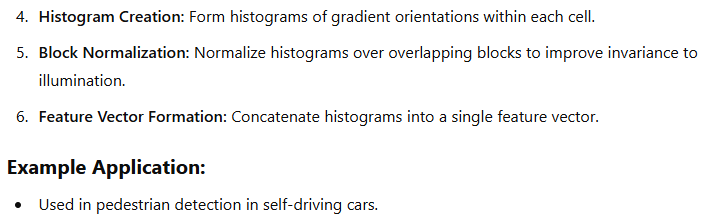 4. Histogram Creation: Form histograms of gradient orientations within each cell.
5. Block Normalization: Normalize histograms over overlapping blocks to improve invariance to
illumination.
6. Feature Vector Formation: Concatenate histograms into a single feature vector.
Example Application:
• Used in pedestrian detection in self-driving cars.